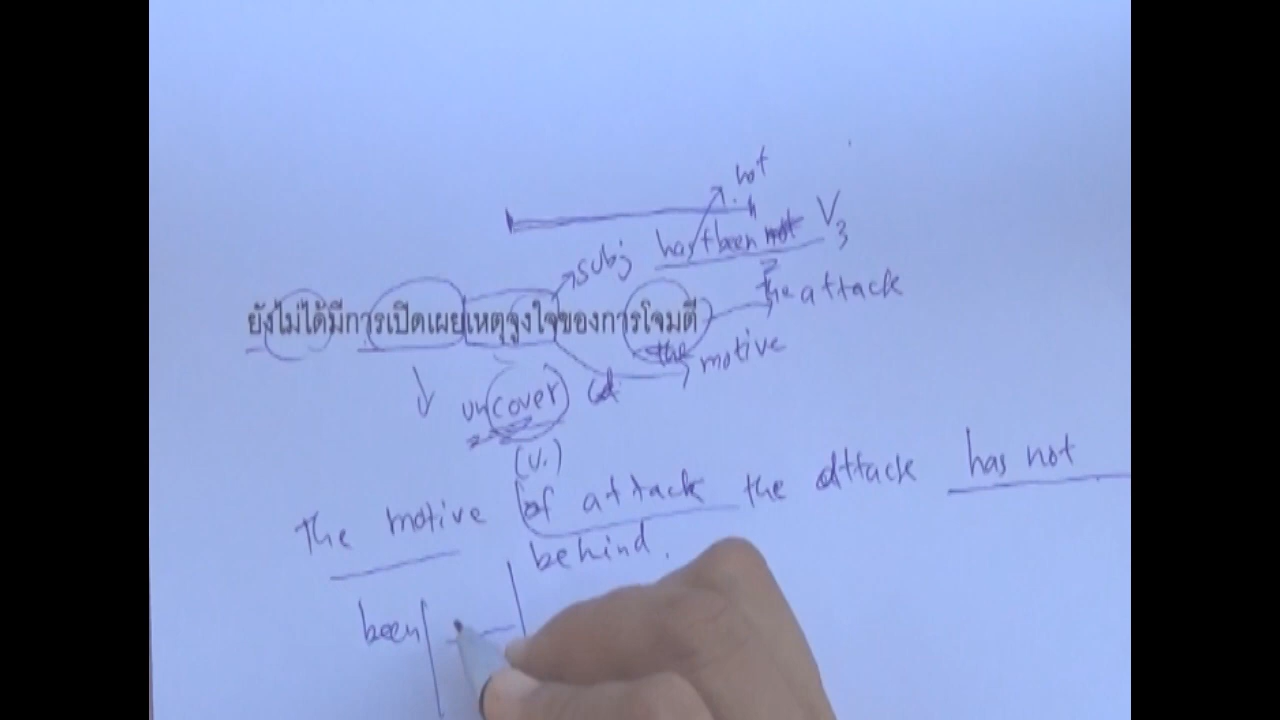 not
subj has + been not V3
the attack
ยังไม่ได้มีการเปิดเผยเหตุจูงใจของการโจมตี
the motive
uncover
(v.)
The motive of attack the attack has not
behind.
been